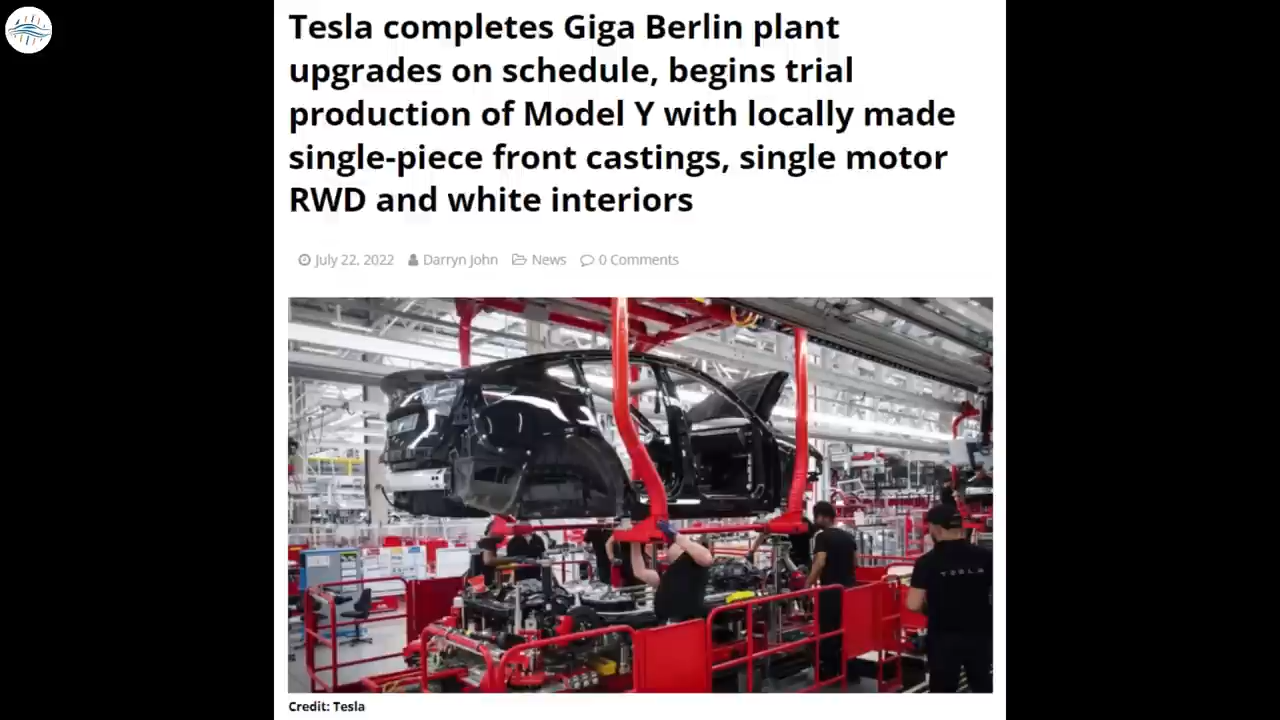 Tesla completes Giga Berlin plant
upgrades on schedule, begins trial
production of Model Y with locally made
single-piece front castings, single motor
RWD and white interiors
July 22, 2022 Darryn John News 0 Comments
TESLA
Credit: Tesla